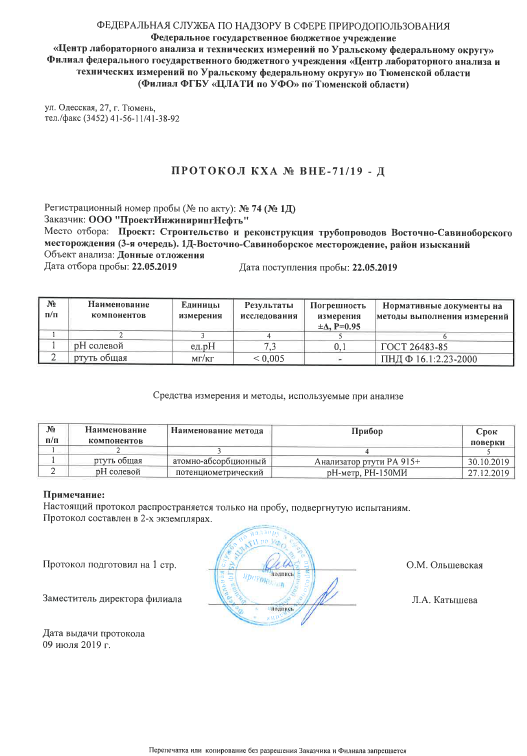 ФЕДЕРАЛЬНАЯ СЛУЖБА ПО НАДЗОРУ В СФЕРЕ ПРИРОДОПОЛЬЗОВАНИЯ
Федеральное государственное бюджетное учреждение
«Центр лабораторного анализа и технических измерений по Уральскому федеральному округу»
Филиал федерального государственного бюджетного учреждения «Центр лабораторного анализа и
технических измерений по Уральскому федеральному округу» по Тюменской области
(Филиал ФГБУ «ЦЛАТИ по УФО» по Тюменской области)
ул. Одесская, 27, г. Тюмень,
тел./факс (3452) 41-56-11/41-38-92
ПРОТОКОЛ КХА № ВНЕ-71/19 - Д
Регистрационный номер пробы (№ по акту): № 74 (№ 1Д)
Заказчик: ООО "ПроектИнжинирингНефть"
Место отбора: Проект: Строительство и реконструкция трубопроводов Восточно-Савиноборского
месторождения (3-я очередь). 1Д-Восточно-Савиноборское месторождение, район изысканий
Объект анализа: Донные отложения
Дата отбора пробы: 22.05.2019 Дата поступления пробы: 22.05.2019
№ п/п Наименование компонентов Единицы измерения Результаты исследования Погрешность измерения ±Δ, P=0.95 Нормативные документы на методы выполнения измерений
1 2 3 4 5 6
1 рН солевой ед.рН 7,3 0,1 ГОСТ 26483-85
2 ртуть общая мг/кг < 0,005 - ПНД Ф 16.1:2.23-2000
Средства измерения и методы, используемые при анализе
№ п/п Наименование компонентов Наименование метода Прибор Срок поверки
1 2 3 4 5
1 ртуть общая атомно-абсорбционный Анализатор ртути РА 915+ 30.10.2019
2 рН солевой потенциометрический рН-метр, РН-150МИ 27.12.2019
Примечание:
Настоящий протокол распространяется только на пробу, подвергнутую испытаниям.
Протокол составлен в 2-х экземплярах.
Протокол подготовил на 1 стр. О.М. Ольшевская
подпись
Заместитель директора филиала Л.А. Катышева
подпись
Дата выдачи протокола
09 июля 2019 г.
Перепечатка или копирование без разрешения Заказчика и Филиала запрещается